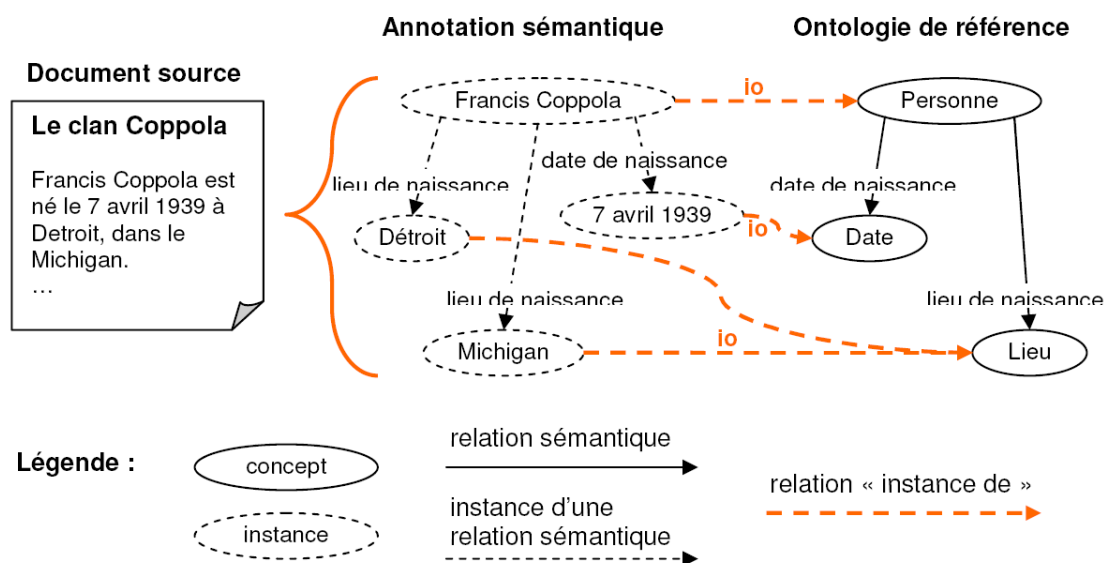 Annotation sémantique
Ontologie de référence
Document source
Le clan Coppola
Francis Coppola est
né le 7 avril 1939 à
Detroit, dans le
Michigan.
…
Francis Coppola
io
Personne
date de naissance
lieu de naissance
date de naissance
7 avril 1939
Détroit
io
Date
lieu de naissance
lieu de naissance
Michigan
io
Lieu
Légende :
concept
relation sémantique
relation « instance de »
instance
instance d'une
relation sémantique